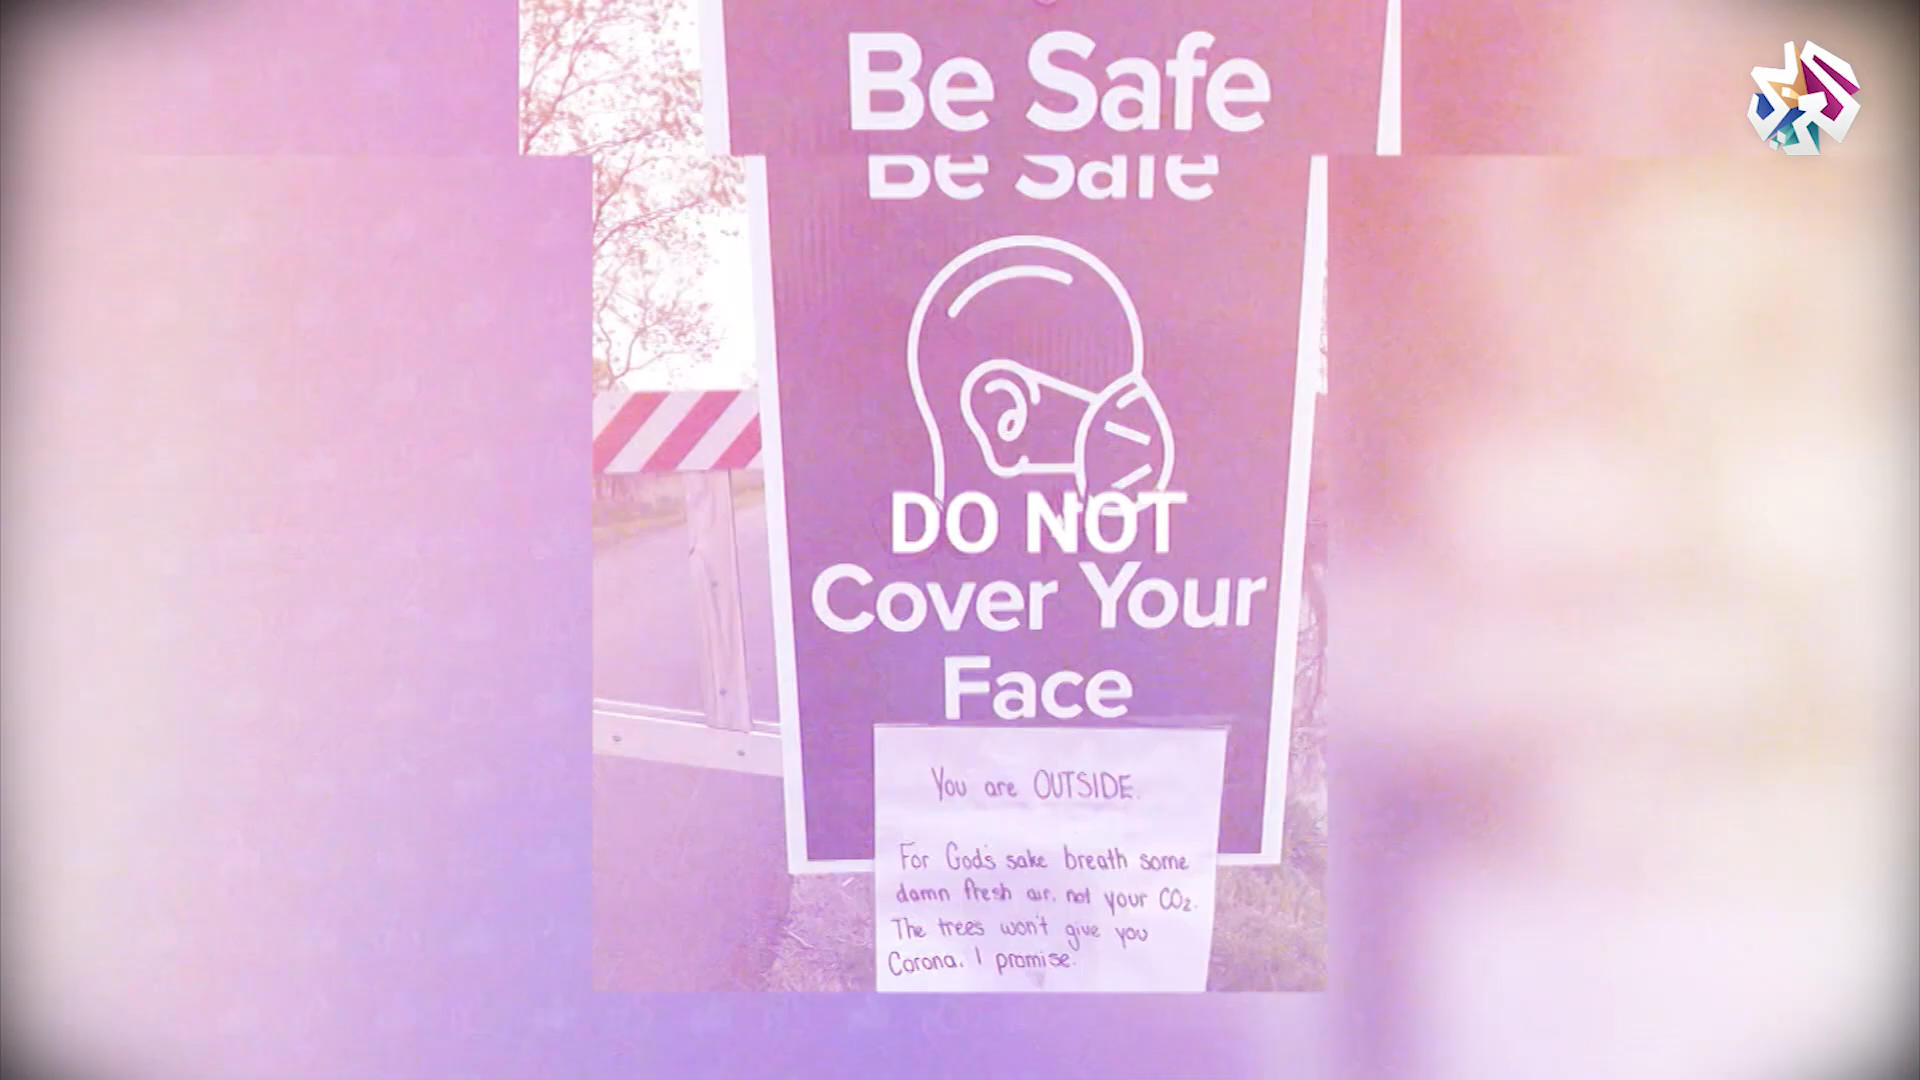 Be Safe
Be Safe
DO NOT
Cover Your
Face
You are OUTSIDE.
For God's sake breath some
damn fresh air, not your CO₂.
The trees won't give you
Corona. I promise.